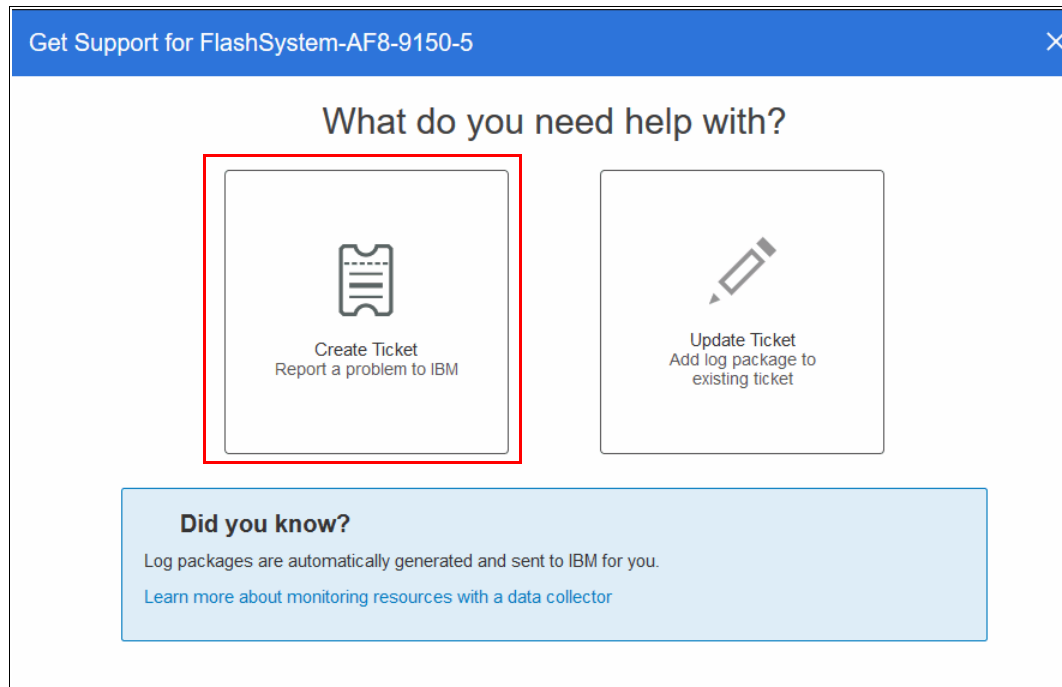 Get Support for FlashSystem-AF8-9150-5
What do you need help with?
Create Ticket
Report a problem to IBM
Update Ticket
Add log package to
existing ticket
Did you know?
Log packages are automatically generated and sent to IBM for you.
Learn more about monitoring resources with a data collector